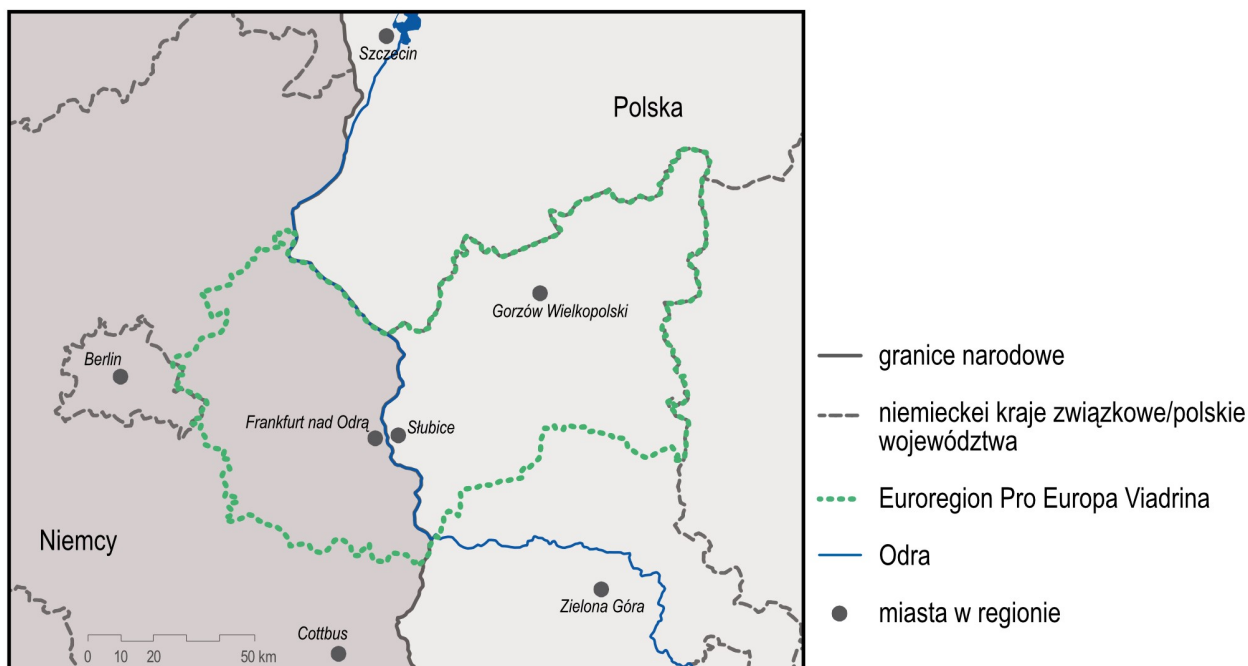 Szczecin
Polska
Gorzów Wielkopolski
Berlin
Frankfurt nad Odrą
Słubice
Niemcy
Zielona Góra
Cottbus
0 10 20 50 km
granice narodowe
niemieckei kraje związkowe/polskie
województwa
Euroregion Pro Europa Viadrina
Odra
miasta w regionie